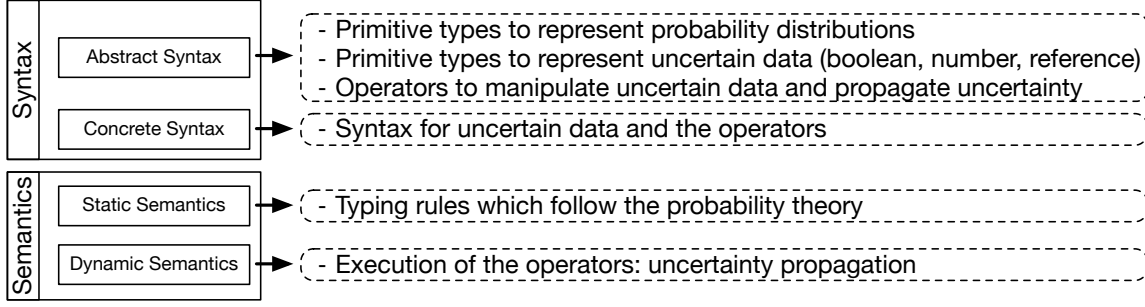 Syntax
Abstract Syntax
- Primitive types to represent probability distributions
- Primitive types to represent uncertain data (boolean, number, reference)
- Operators to manipulate uncertain data and propagate uncertainty
Concrete Syntax
- Syntax for uncertain data and the operators
Semantics
Static Semantics
- Typing rules which follow the probability theory
Dynamic Semantics
- Execution of the operators: uncertainty propagation